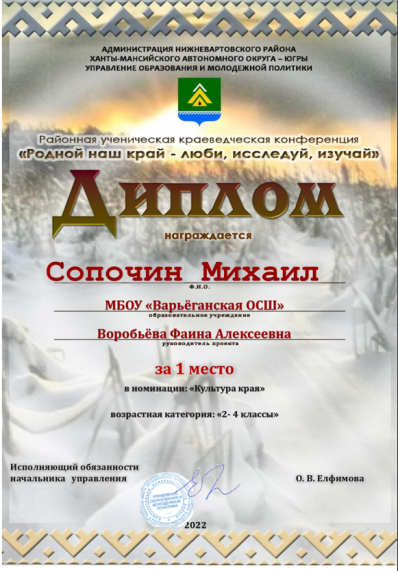 АДМИНИСТРАЦИЯ НИЖНЕВАРТОВСКОГО РАЙОНА
ХАНТЫ-МАНСИЙСКОГО АВТОНОМНОГО ОКРУГА – ЮГРЫ
УПРАВЛЕНИЕ ОБРАЗОВАНИЯ И МОЛОДЕЖНОЙ ПОЛИТИКИ
Районная ученическая краеведческая конференция
«Родной наш край - люби, исследуй, изучай»
Диплом
награждается
Сопочин Михаил
Ф.И.О.
МБОУ «Варьёганская ОСШ»
образовательное учреждение
Воробьёва Фаина Алексеевна
руководитель проекта
за 1 место
в номинации: «Культура края»
возрастная категория: «2- 4 классы»
Исполняющий обязанности
начальника управления
О. В. Елфимова
2022